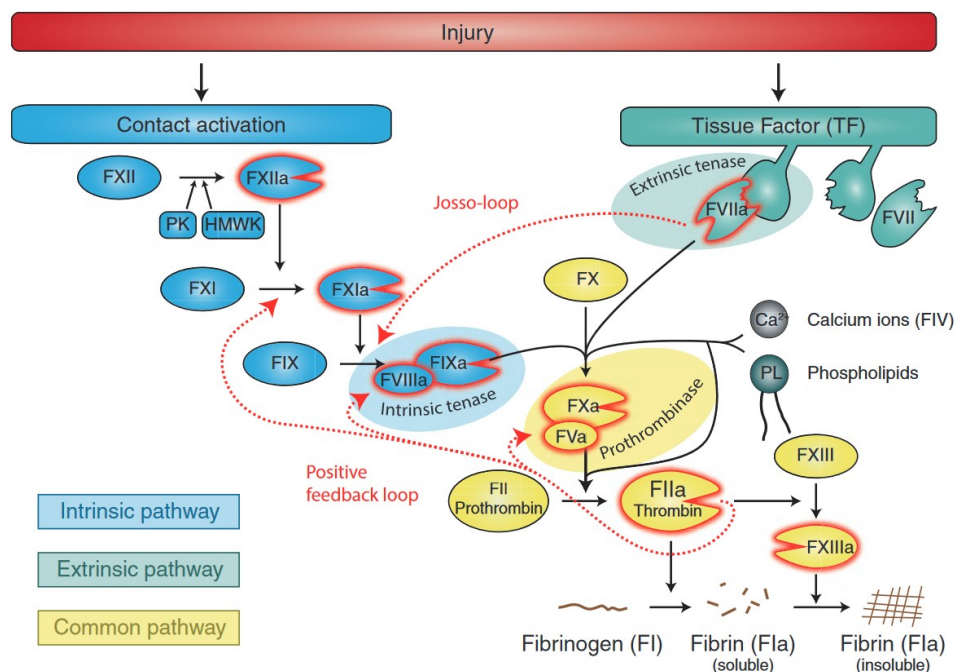 Injury
Contact activation
Tissue Factor (TF)
FXII
FXIIa
PK
HMWK
Josso-loop
Extrinsic tenase
FVIIa
FVII
FXI
FXIa
FX
Ca²⁺
Calcium ions (FIV)
FIX
FIXa
FVIIIa
Intrinsic tenase
PL
Phospholipids
FXa
FVa
Prothrombinase
FXIII
Positive
feedback loop
FII
Prothrombin
FIIa
Thrombin
FXIIIa
Intrinsic pathway
Extrinsic pathway
Common pathway
Fibrinogen (FI)
Fibrin (FIa)
(soluble)
Fibrin (FIa)
(insoluble)